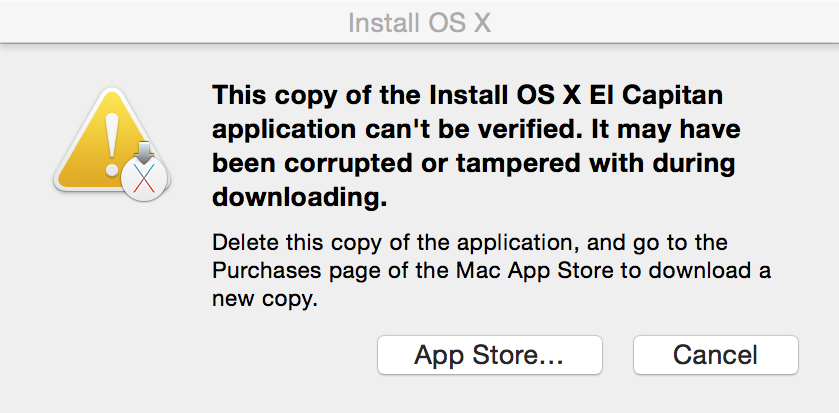 Install OS X
This copy of the Install OS X El Capitan
application can't be verified. It may have
been corrupted or tampered with during
downloading.
Delete this copy of the application, and go to the
Purchases page of the Mac App Store to download a
new copy.
App Store...
Cancel